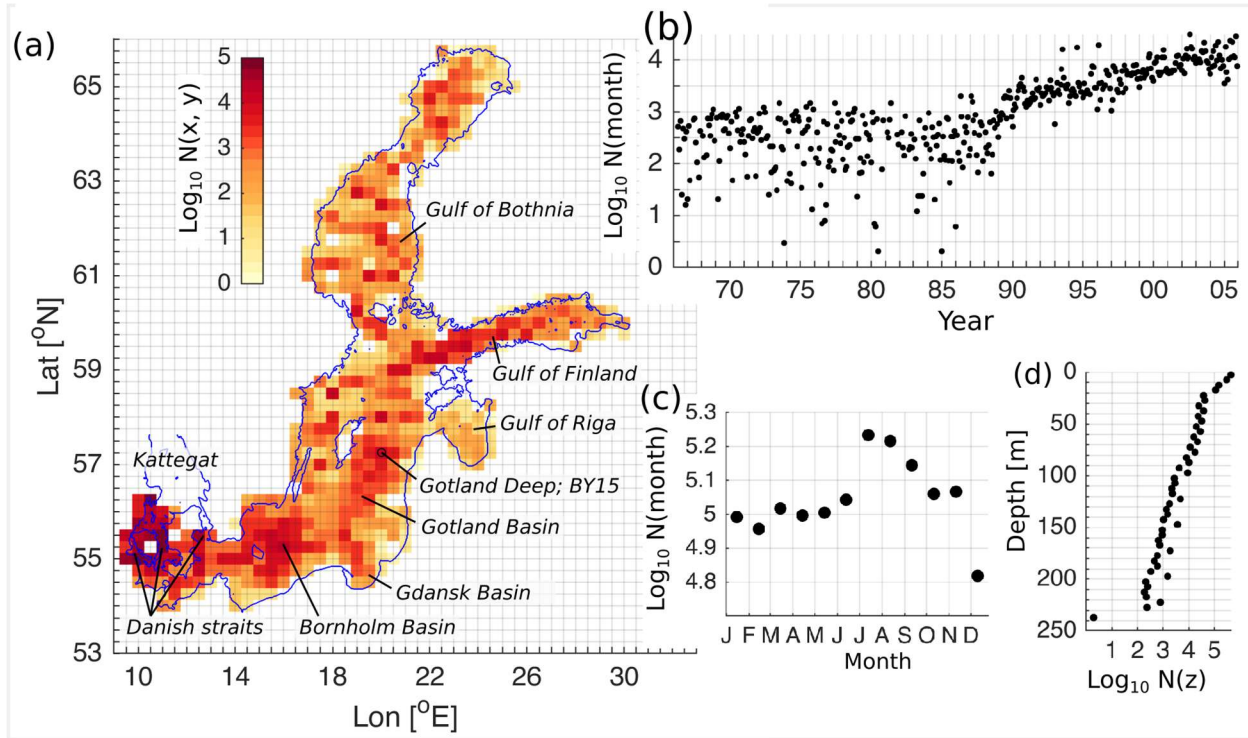 (a)
65
63
61
59
57
55
53
Lat [°N]
10
14
18
22
26
30
Lon [°E]
5
4
3
2
1
0
Log₁₀ N(x, y)
Gulf of Bothnia
Gulf of Finland
Gulf of Riga
Kattegat
Gotland Deep; BY15
Gotland Basin
Gdansk Basin
Danish straits
Bornholm Basin
(b)
4
3
2
1
0
Log₁₀ N(month)
70
75
80
85
90
95
00
05
Year
(c)
5.3
5.2
5.1
5
4.9
4.8
Log₁₀ N(month)
J F M A M J J A S O N D
Month
(d)
0
50
100
150
200
250
Depth [m]
1 2 3 4 5
Log₁₀ N(z)